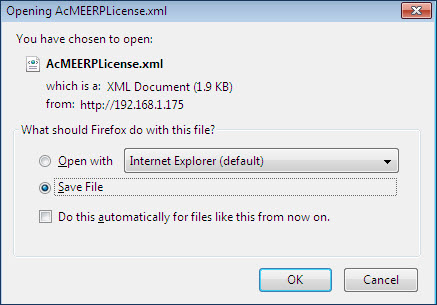 Opening AcMEERPLicense.xml
You have chosen to open:
AcMEERPLicense.xml
which is a: XML Document (1.9 KB)
from: http://192.168.1.175
What should Firefox do with this file?
Open with Internet Explorer (default)
Save File
Do this automatically for files like this from now on.
OK Cancel